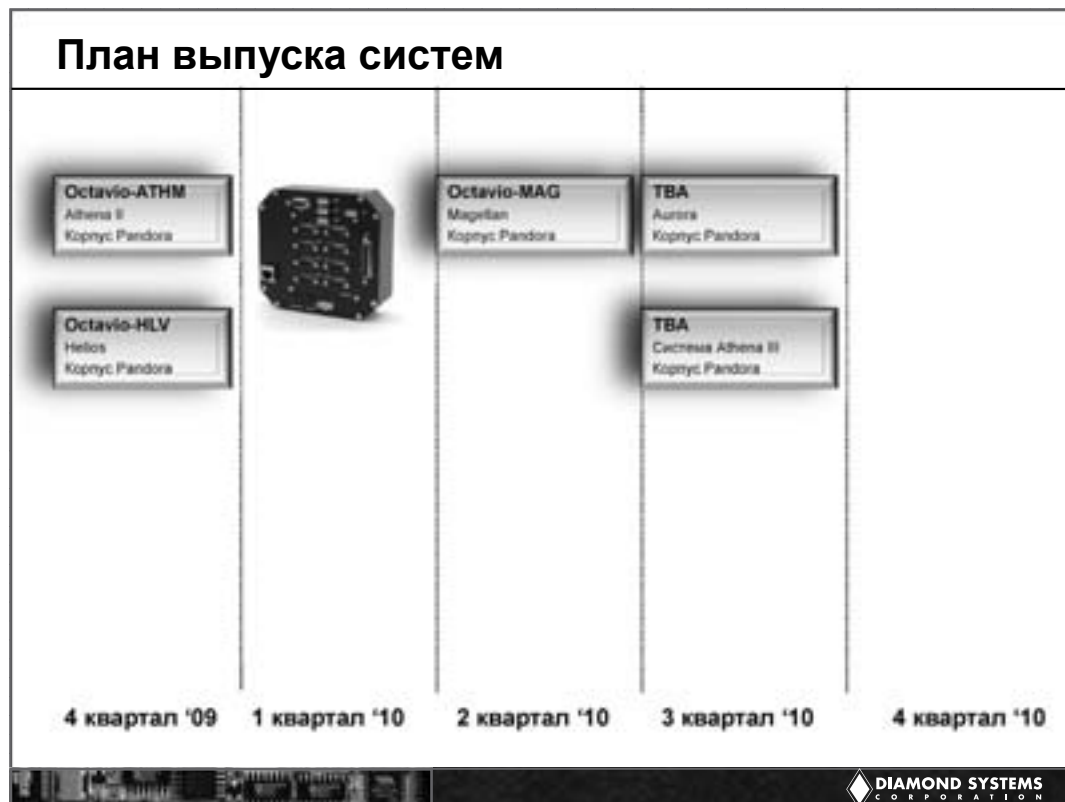 План выпуска систем
Octavio-ATHM
Athena II
Корпус Pandora
Octavio-MAG
Magellan
Корпус Pandora
TBA
Aurora
Корпус Pandora
Octavio-HLV
Helios
Корпус Pandora
TBA
Система Athena III
Корпус Pandora
4 квартал ‘09
1 квартал ‘10
2 квартал ‘10
3 квартал ‘10
4 квартал ‘10
DIAMOND SYSTEMS
CORPORATION